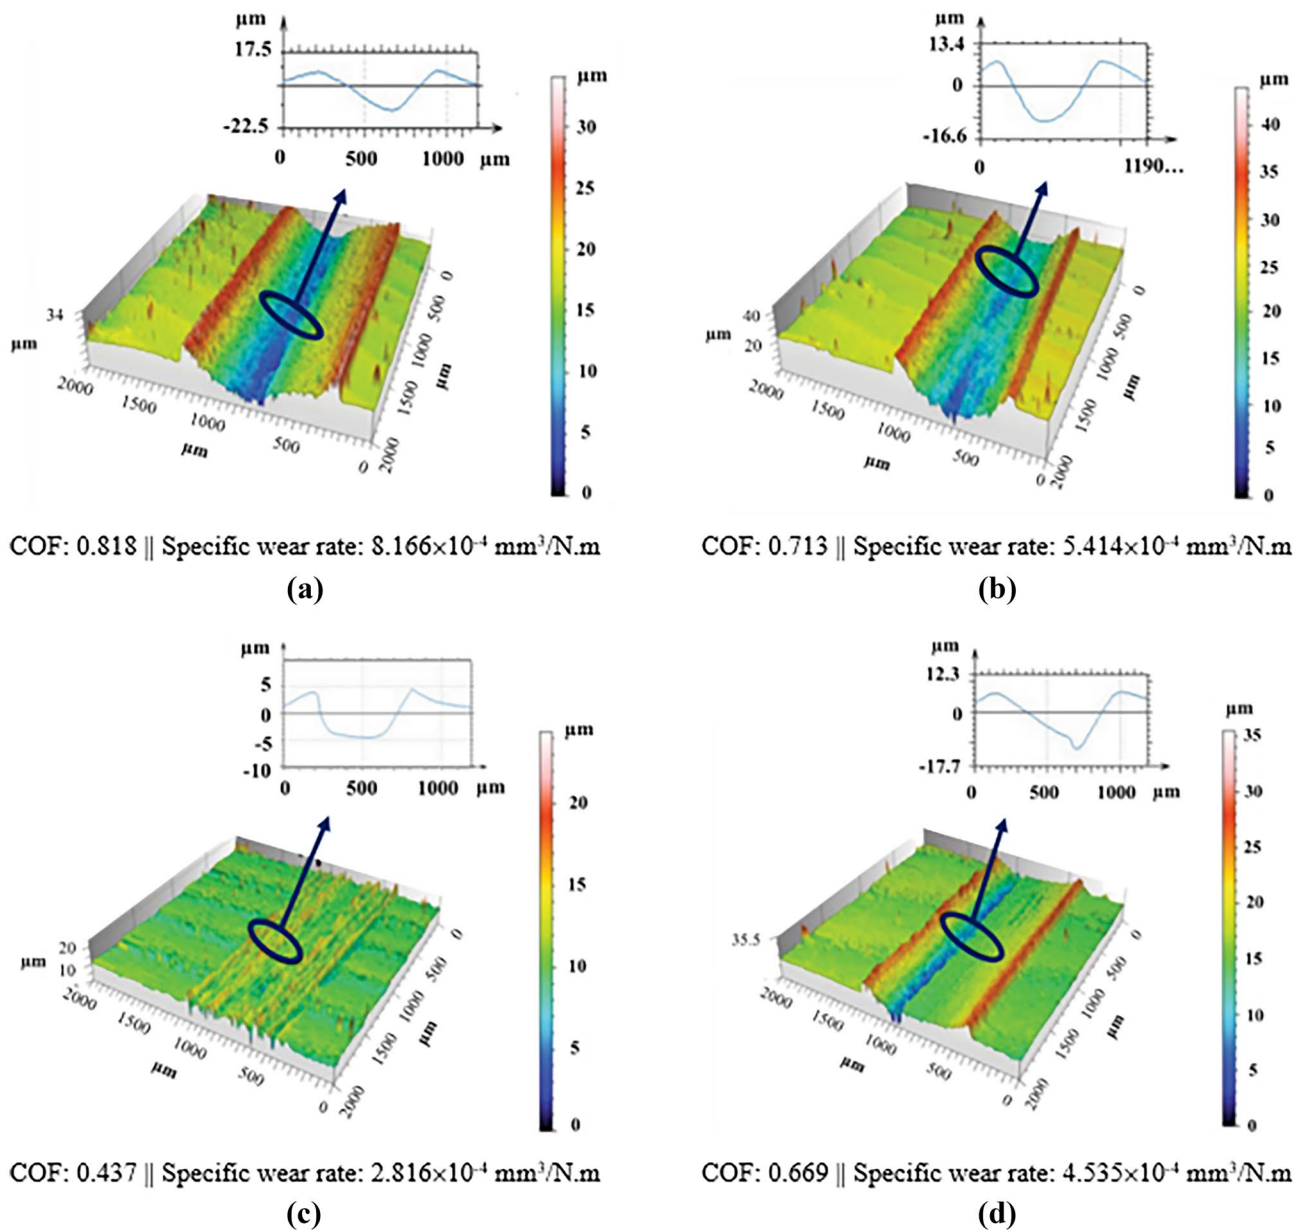 µm
17.5
-22.5
0 500 1000 µm
µm
30
25
20
15
10
5
0
34
µm
2000 1500 1000 500 0
µm
0 500 1000 1500 2000
µm
COF: 0.818 || Specific wear rate: 8.166×10⁻⁴ mm³/N.m
(a)
µm
13.4
0
-16.6
0 1190...
µm
40
35
30
25
20
15
10
5
0
40
µm 20
2000 1500 1000 500 0
µm
0 500 1000 1500 2000
µm
COF: 0.713 || Specific wear rate: 5.414×10⁻⁴ mm³/N.m
(b)
µm
5
0
-5
-10
0 500 1000 µm
µm
20
15
10
5
0
20
µm 10
2000 1500 1000 500 0
µm
0 500 1000 1500 2000
µm
COF: 0.437 || Specific wear rate: 2.816×10⁻⁴ mm³/N.m
(c)
µm
12.3
0
-17.7
0 500 1000 µm
µm
35
30
25
20
15
10
5
0
35.5
µm
2000 1500 1000 500 0
µm
0 500 1000 1500 2000
µm
COF: 0.669 || Specific wear rate: 4.535×10⁻⁴ mm³/N.m
(d)